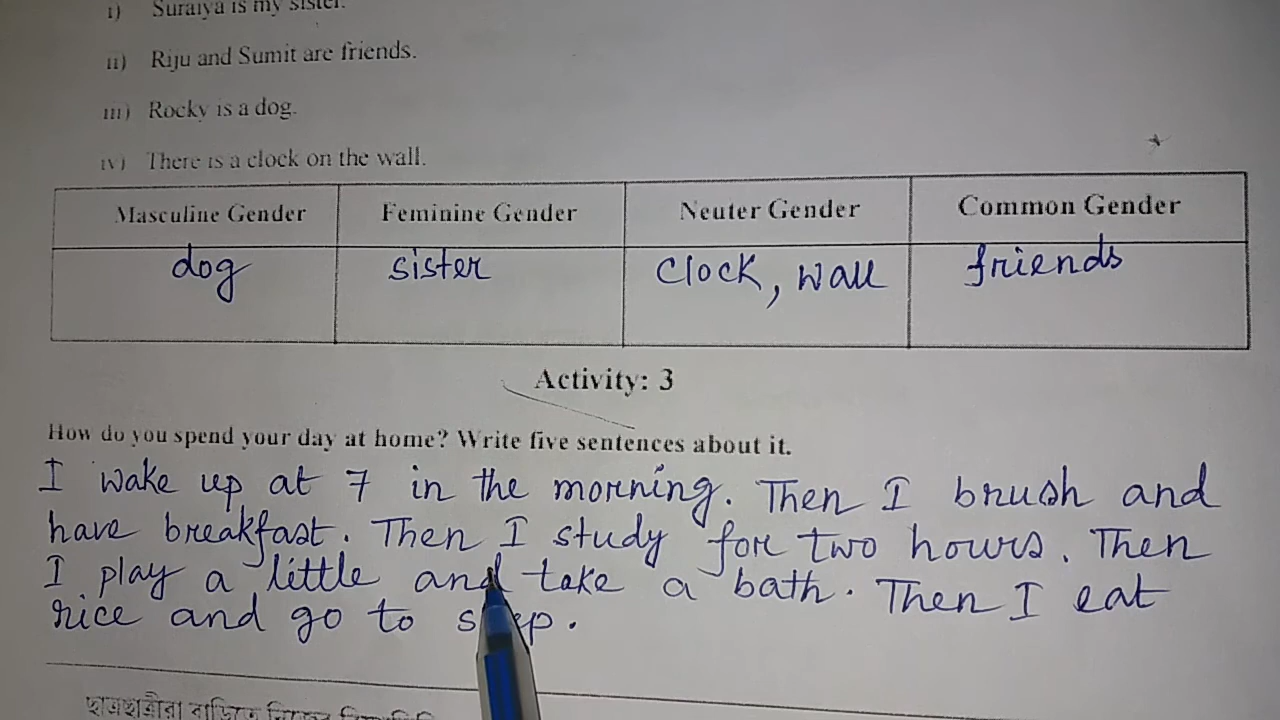 i) Suraiya is my sister.
ii) Riju and Sumit are friends.
iii) Rocky is a dog.
iv) There is a clock on the wall.
Masculine Gender Feminine Gender Neuter Gender Common Gender
dog sister clock, wall friends
Activity: 3
How do you spend your day at home? Write five sentences about it.
I wake up at 7 in the morning. Then I brush and
have breakfast. Then I study for two hours. Then
I play a little and take a bath. Then I eat
rice and go to
ছাত্রছাত্রীরা বাড়িতে